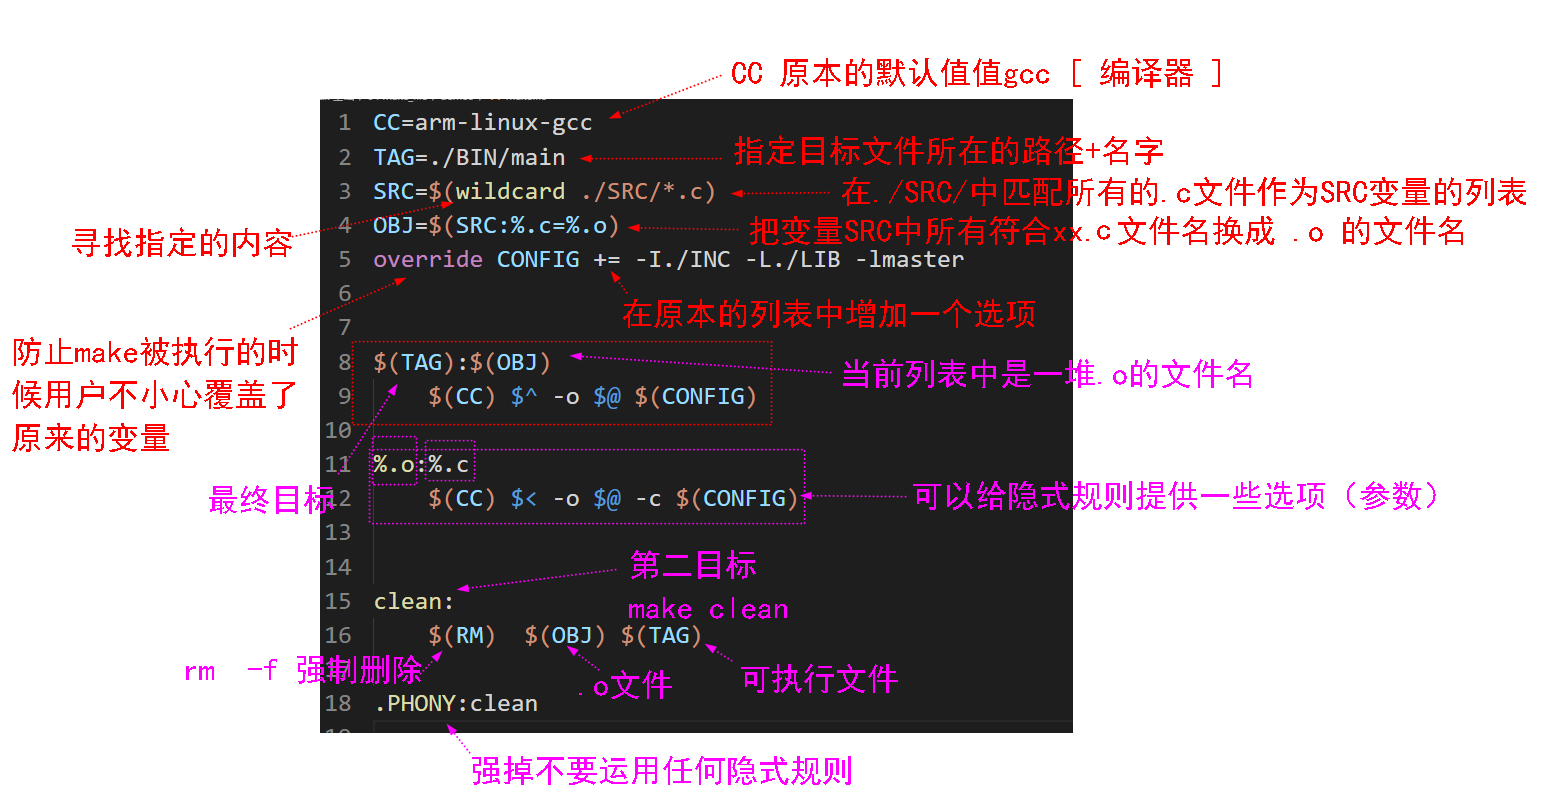 CC 原本的默认值值gcc [ 编译器 ]
1 CC=arm-linux-gcc
2 TAG=./BIN/main
指定目标文件所在的路径+名字
3 SRC=$(wildcard ./SRC/*.c)
在./SRC/中匹配所有的.c文件作为SRC变量的列表
4 OBJ=$(SRC:%.c=%.o)
把变量SRC中所有符合xx.c文件名换成 .o 的文件名
寻找指定的内容
5 override CONFIG += -I./INC -L./LIB -lmaster
6
在原本的列表中增加一个选项
7
防止make被执行的时
候用户不小心覆盖了
原来的变量
8 $(TAG):$(OBJ)
当前列表中是一堆.o的文件名
9 $(CC) $^ -o $@ $(CONFIG)
10
11 %.o:%.c
最终目标
12 $(CC) $< -o $@ -c $(CONFIG)
可以给隐式规则提供一些选项（参数）
13
14
第二目标
make clean
15 clean:
16 $(RM) $(OBJ) $(TAG)
rm -f 强制删除
.o文件
可执行文件
18 .PHONY:clean
强掉不要运用任何隐式规则